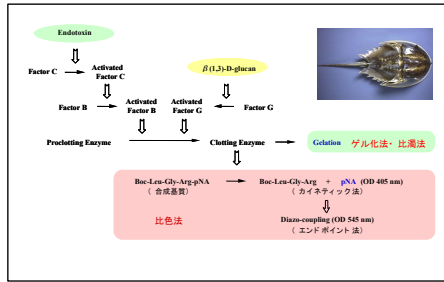 Endotoxin
Factor C
Activated
Factor C
β(1,3)-D-glucan
Factor B
Activated
Factor B
Activated
Factor G
Factor G
Proclotting Enzyme
Clotting Enzyme
Gelation ゲル化法・比濁法
Boc-Leu-Gly-Arg-pNA
（合成基質）
Boc-Leu-Gly-Arg + pNA (OD 405 nm)
（カイネティック法）
比色法
Diazo-coupling (OD 545 nm)
（エンドポイント法）